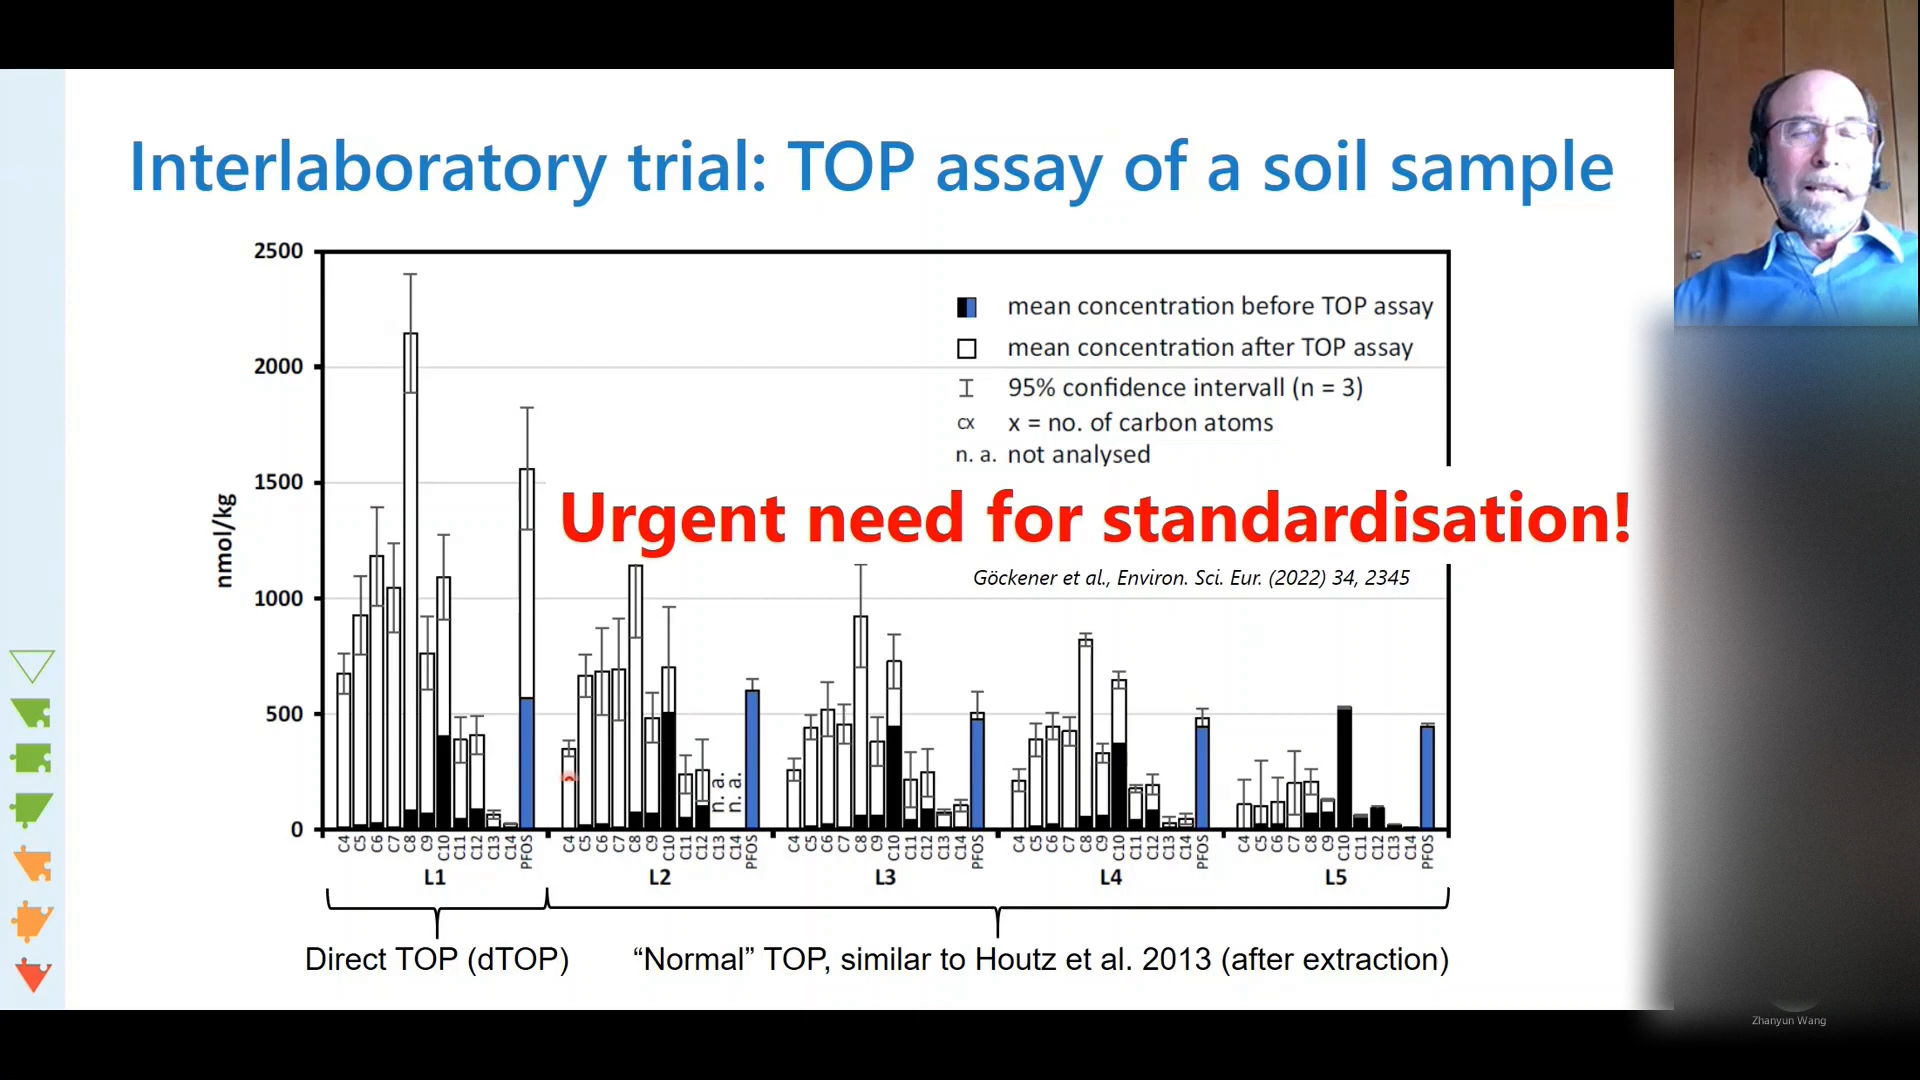 Interlaboratory trial: TOP assay of a soil sample
2500
2000
1500
1000
500
0
nmol/kg
mean concentration before TOP assay
mean concentration after TOP assay
95% confidence intervall (n = 3)
cx x = no. of carbon atoms
n. a. not analysed
Urgent need for standardisation!
Göckener et al., Environ. Sci. Eur. (2022) 34, 2345
n. a. n. a.
C4 C5 C6 C7 C8 C9 C10 C11 C12 C13 C14 PFOS C4 C5 C6 C7 C8 C9 C10 C11 C12 C13 C14 PFOS C4 C5 C6 C7 C8 C9 C10 C11 C12 C13 C14 PFOS C4 C5 C6 C7 C8 C9 C10 C11 C12 C13 C14 PFOS C4 C5 C6 C7 C8 C9 C10 C11 C12 C13 C14 PFOS
L1 L2 L3 L4 L5
Direct TOP (dTOP) “Normal” TOP, similar to Houtz et al. 2013 (after extraction)
Zhanyun Wang